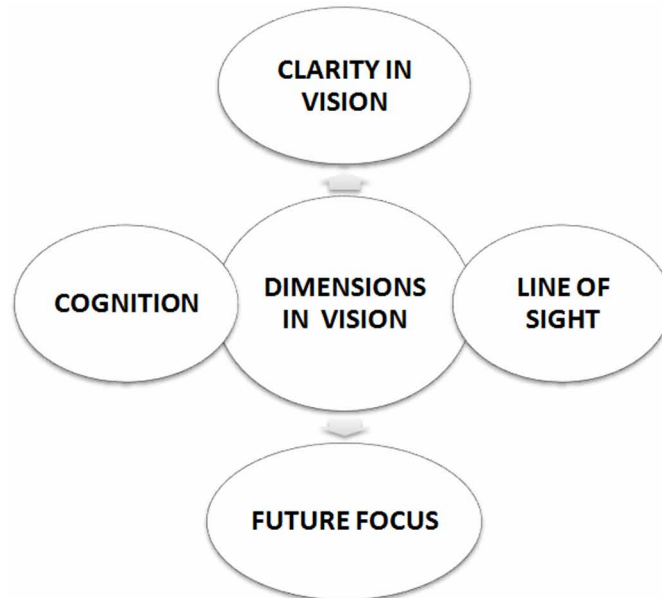 CLARITY IN
VISION
COGNITION
DIMENSIONS
IN VISION
LINE OF
SIGHT
FUTURE FOCUS